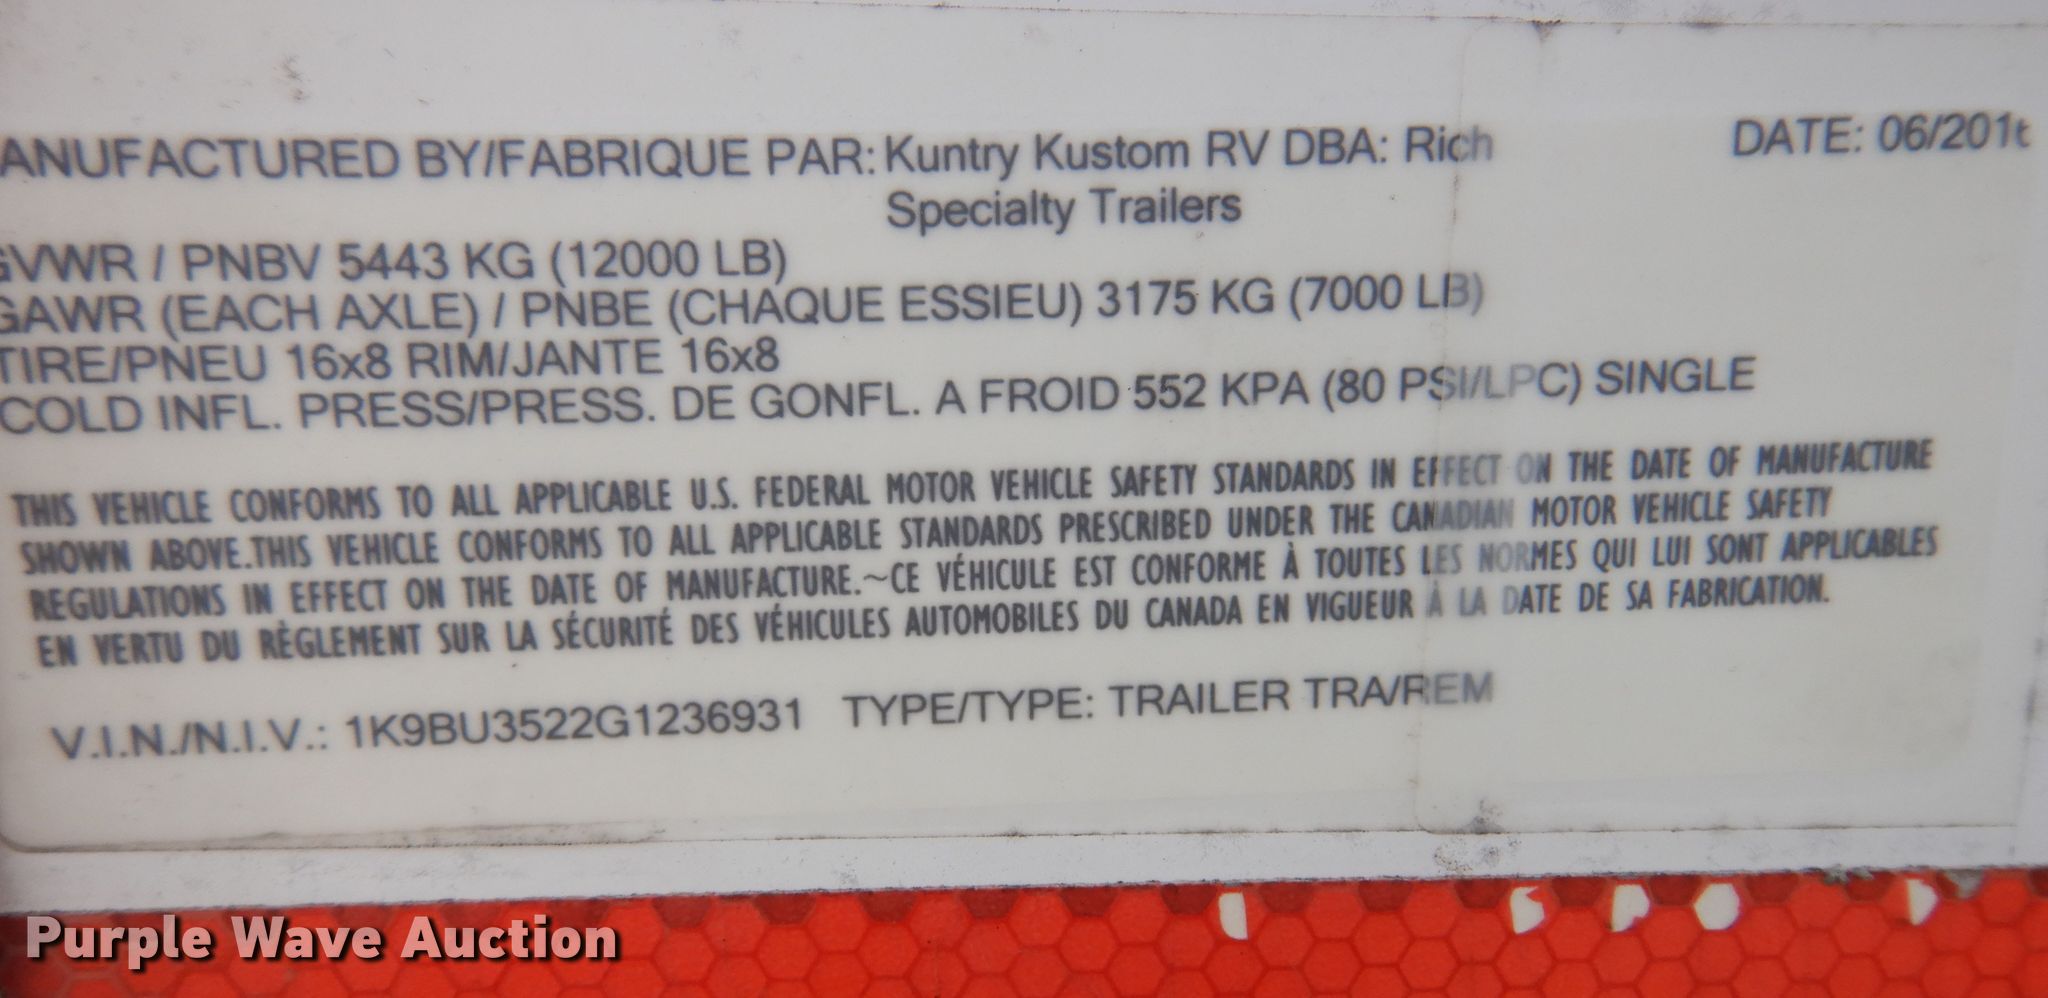 ANUFACTURED BY/FABRIQUE PAR: Kuntry Kustom RV DBA: Rich
Specialty Trailers
DATE: 06/201
GVWR / PNBV 5443 KG (12000 LB)
GAWR (EACH AXLE) / PNBE (CHAQUE ESSIEU) 3175 KG (7000 LB)
TIRE/PNEU 16x8 RIM/JANTE 16x8
COLD INFL. PRESS/PRESS. DE GONFL. A FROID 552 KPA (80 PSI/LPC) SINGLE
THIS VEHICLE CONFORMS TO ALL APPLICABLE U.S. FEDERAL MOTOR VEHICLE SAFETY STANDARDS IN EFFECT ON THE DATE OF MANUFACTURE
SHOWN ABOVE.THIS VEHICLE CONFORMS TO ALL APPLICABLE STANDARDS PRESCRIBED UNDER THE CANADIAN MOTOR VEHICLE SAFETY
REGULATIONS IN EFFECT ON THE DATE OF MANUFACTURE.~CE VÉHICULE EST CONFORME À TOUTES LES NORMES QUI LUI SONT APPLICABLES
EN VERTU DU RÈGLEMENT SUR LA SÉCURITÉ DES VÉHICULES AUTOMOBILES DU CANADA EN VIGUEUR À LA DATE DE SA FABRICATION.
V.I.N./N.I.V.: 1K9BU3522G1236931 TYPE/TYPE: TRAILER TRA/REM
Purple Wave Auction